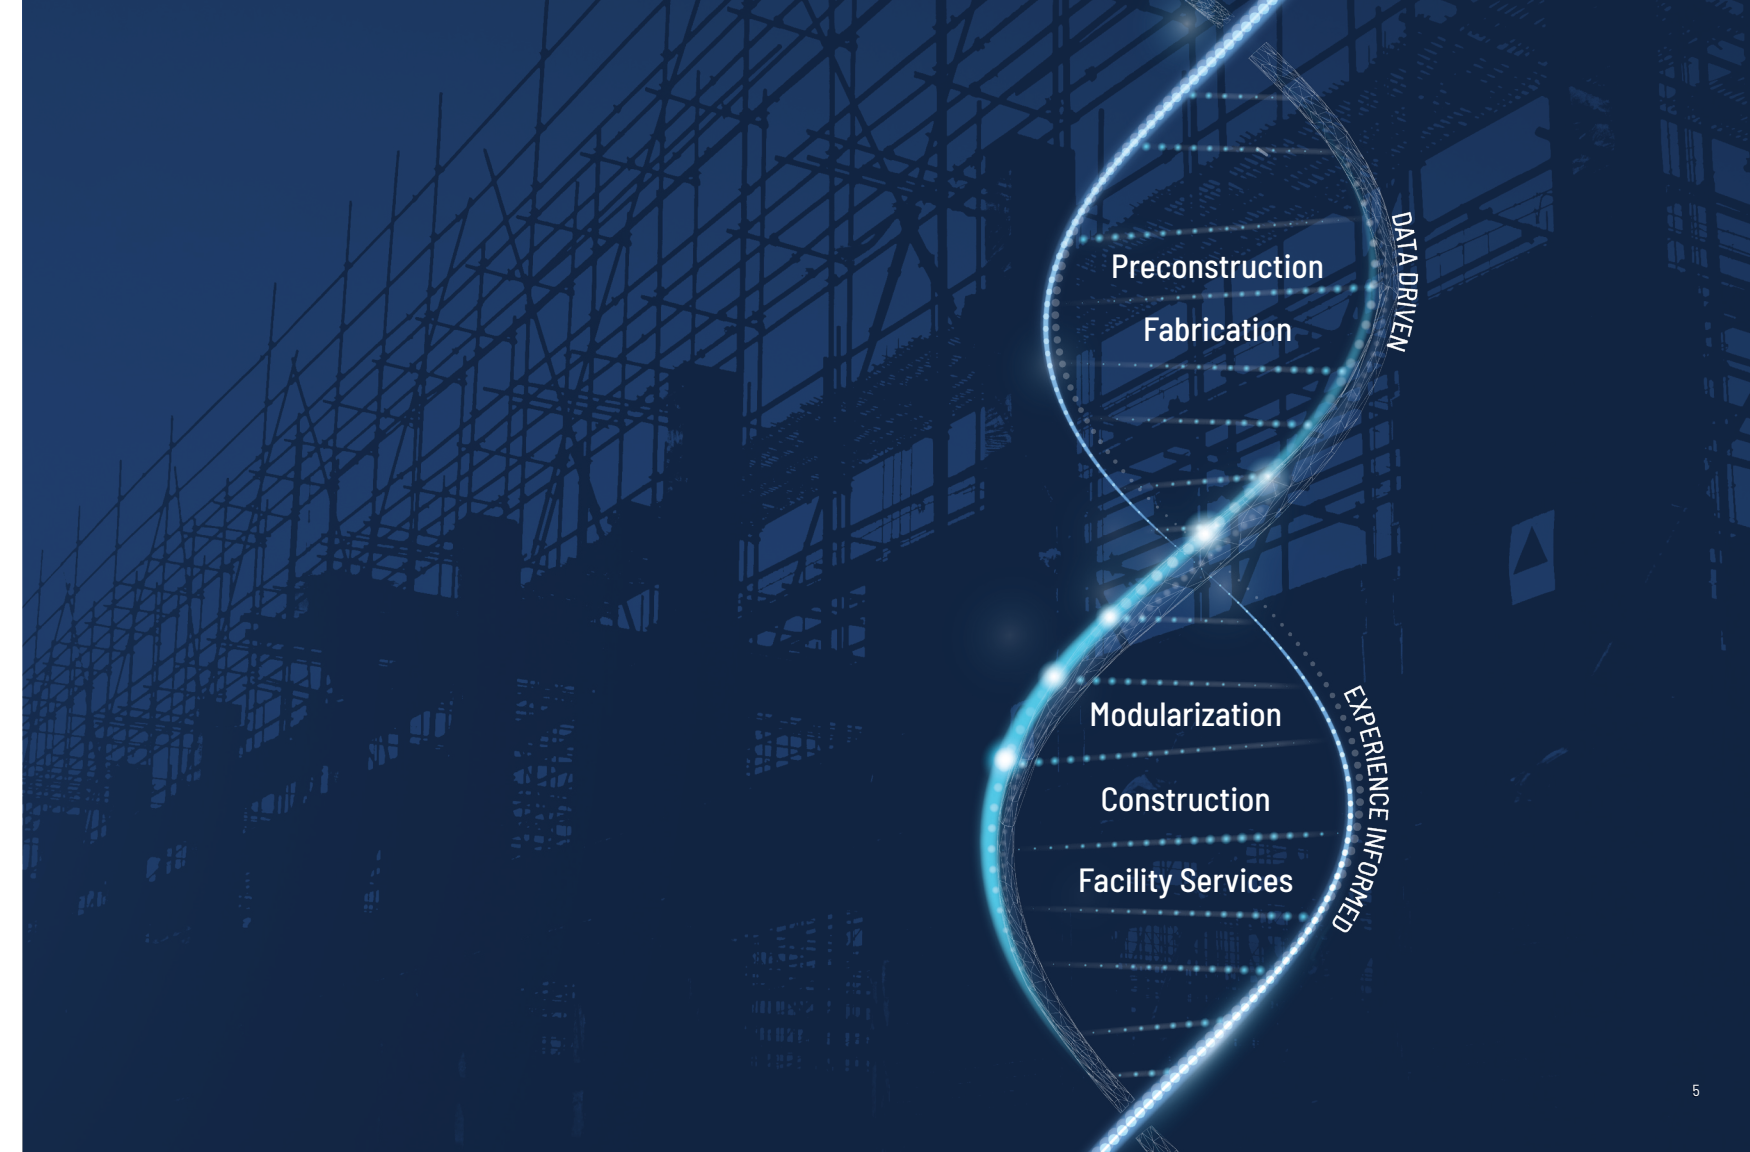 DATA DRIVEN
Preconstruction
Fabrication
EXPERIENCE INFORMED
Modularization
Construction
Facility Services
5